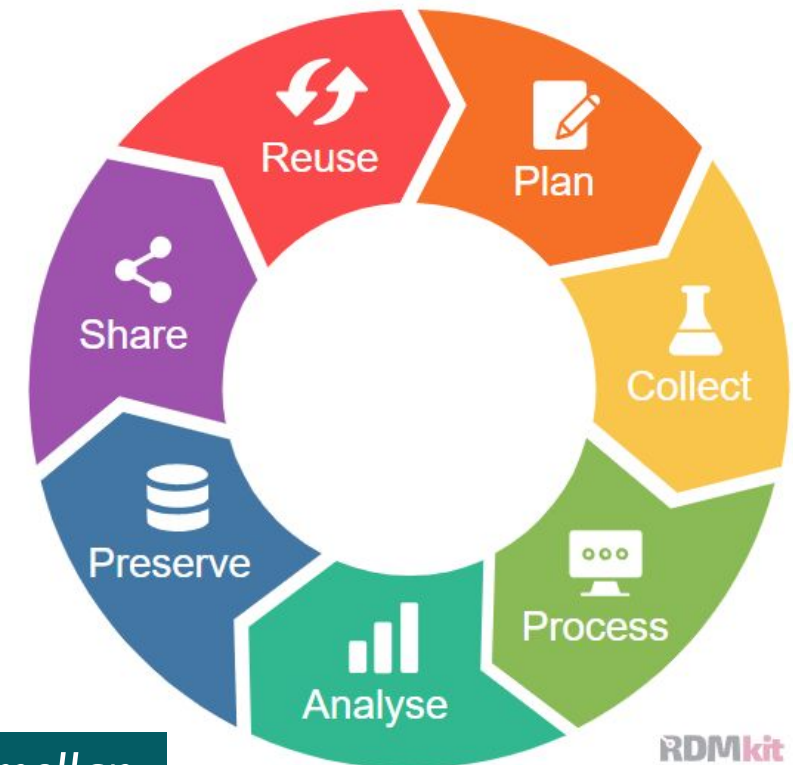 Reuse
Plan
Share
Collect
Preserve
Process
Analyse
RDMkit